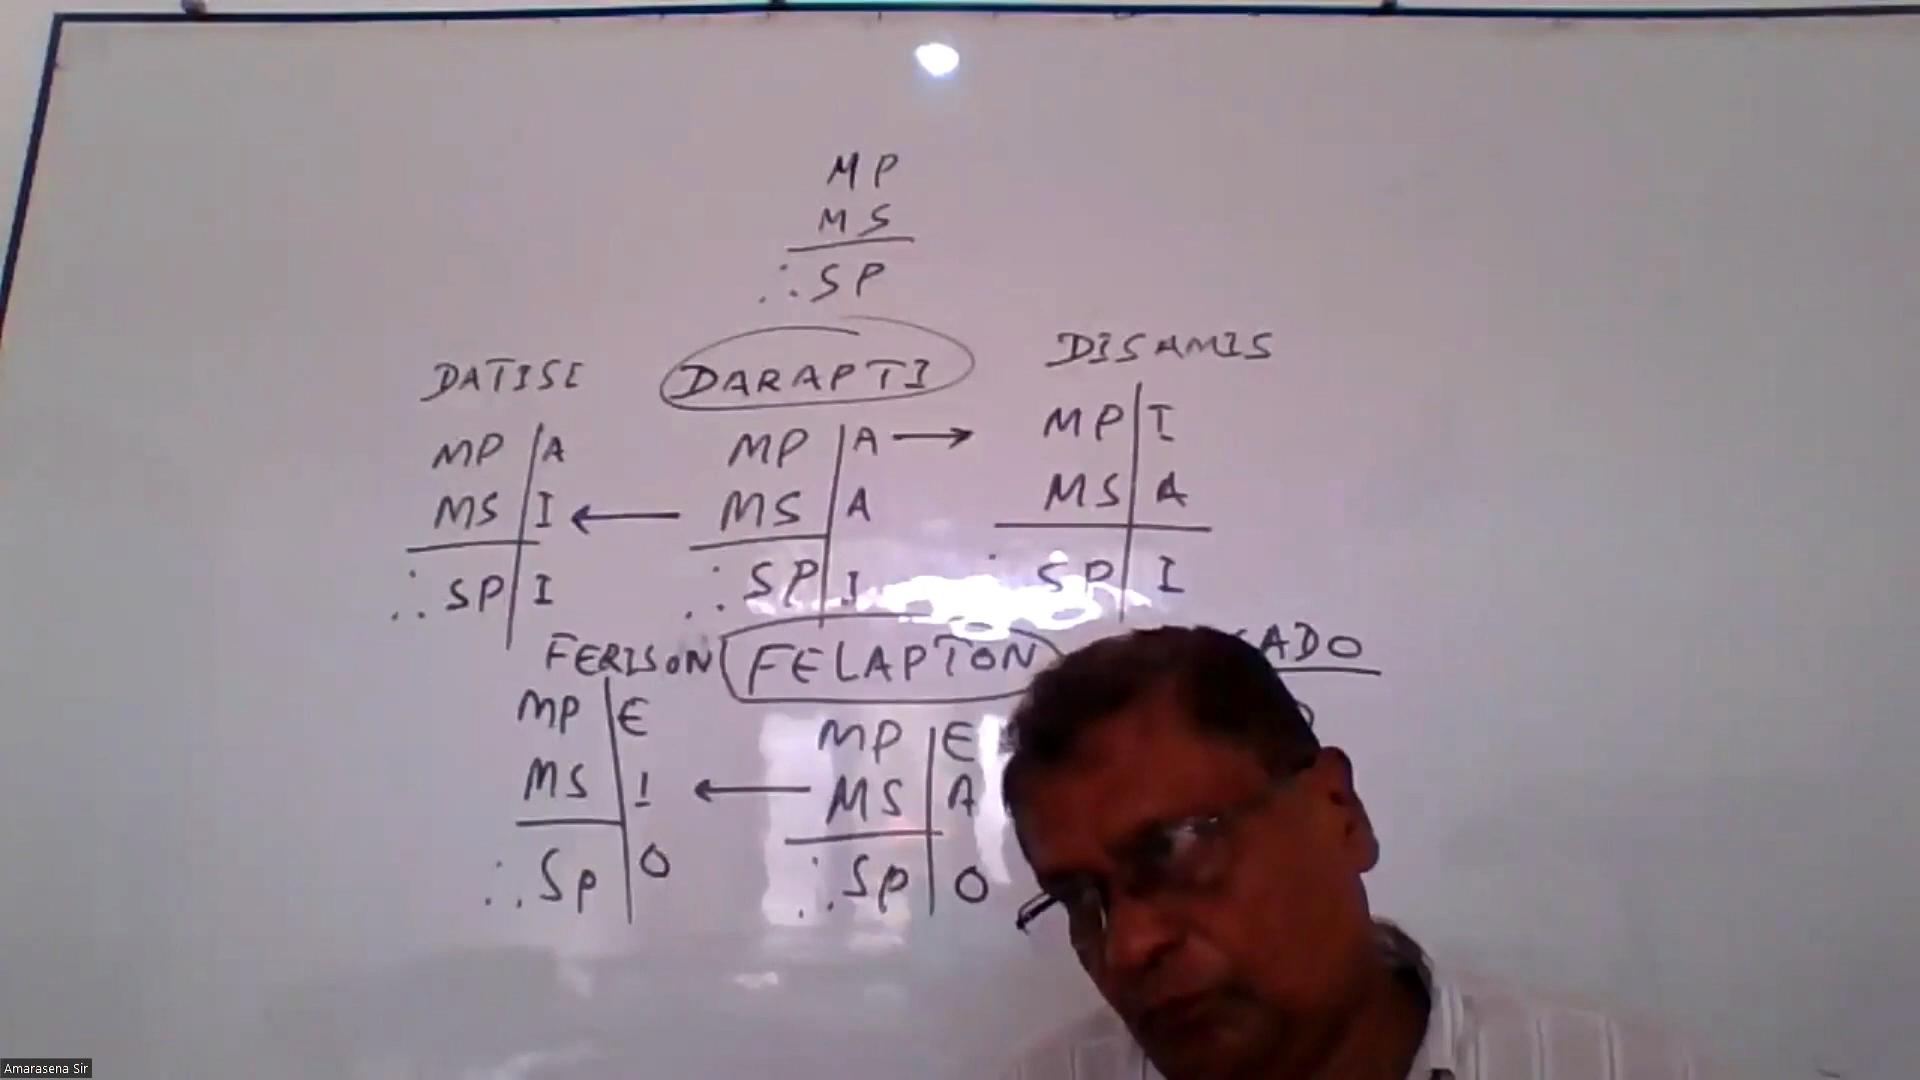 MP
MS
∴ SP
DATISI DARAPTI DISAMIS
MP A
MS I
∴ SP I
MP A
MS A
∴ SP I
MP I
MS A
SP I
FERISON FELAPTON
MP E
MS I
∴ SP O
MP E
MS A
∴ SP O
Amarasena Sir